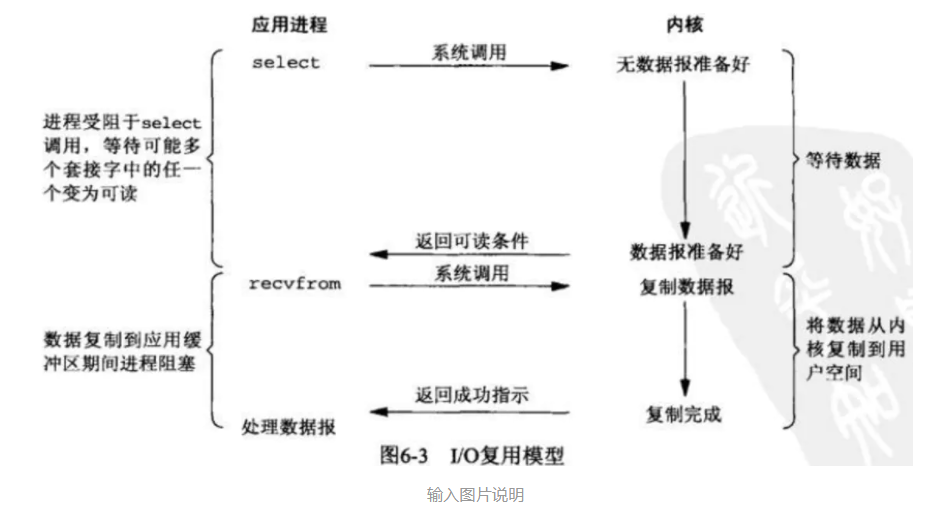 应用进程
内核
select
系统调用
无数据报准备好
进程受阻于select
调用，等待可能多
个套接字中的任一
个变为可读
等待数据
返回可读条件
数据报准备好
recvfrom
系统调用
复制数据报
数据复制到应用缓
冲区期间进程阻塞
将数据从内
核复制到用
户空间
返回成功指示
复制完成
处理数据报
图6-3 I/O复用模型
输入图片说明